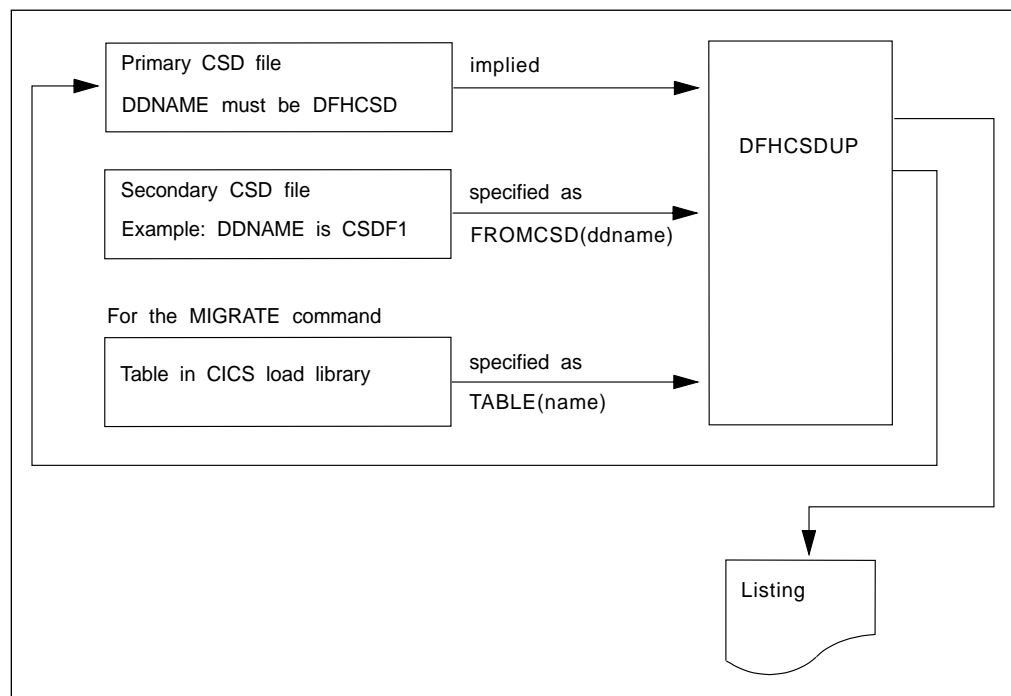 Primary CSD file
DDNAME must be DFHCSD
implied
DFHCSDUP
Secondary CSD file
Example: DDNAME is CSDF1
specified as
FROMCSD(ddname)
For the MIGRATE command
Table in CICS load library
specified as
TABLE(name)
Listing